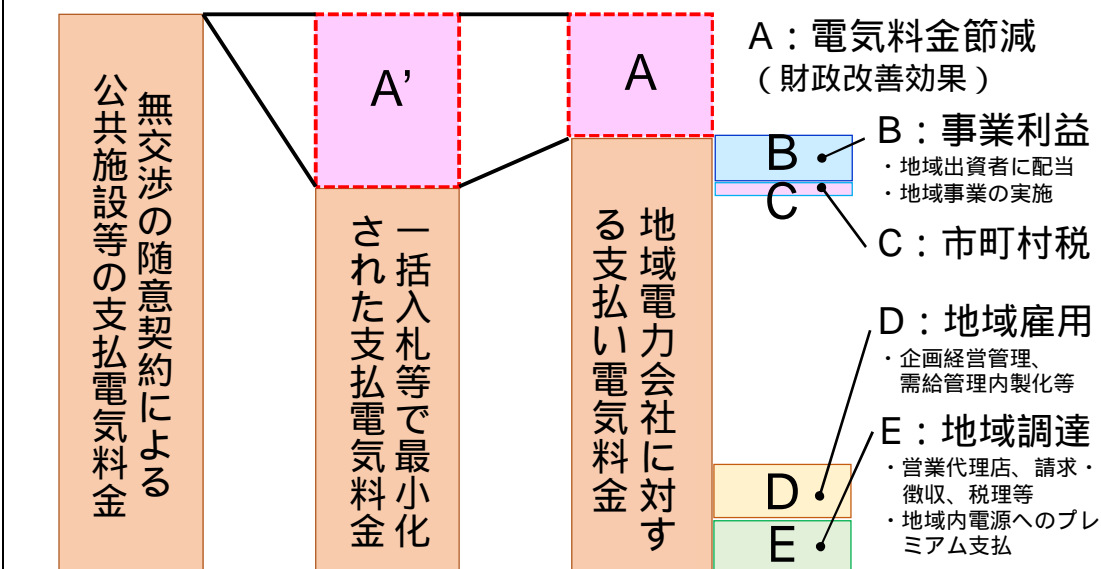 無交渉の随意契約による
公共施設等の支払電気料金
A’
一括入札等で最小化
された支払電気料金
A
地域電力会社に対す
る支払い電気料金
B
C
D
E
A：電気料金節減
（財政改善効果）
B：事業利益
・地域出資者に配当
・地域事業の実施
C：市町村税
D：地域雇用
・企画経営管理、
需給管理内製化等
E：地域調達
・営業代理店、請求・
徴収、税理等
・地域内電源へのプレ
ミアム支払